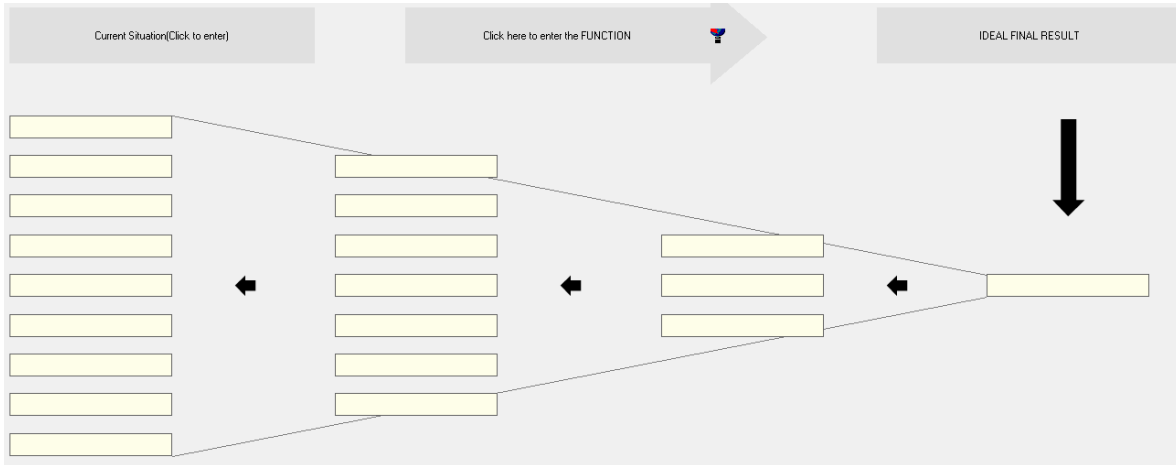 Current Situation(Click to enter)
Click here to enter the FUNCTION
IDEAL FINAL RESULT